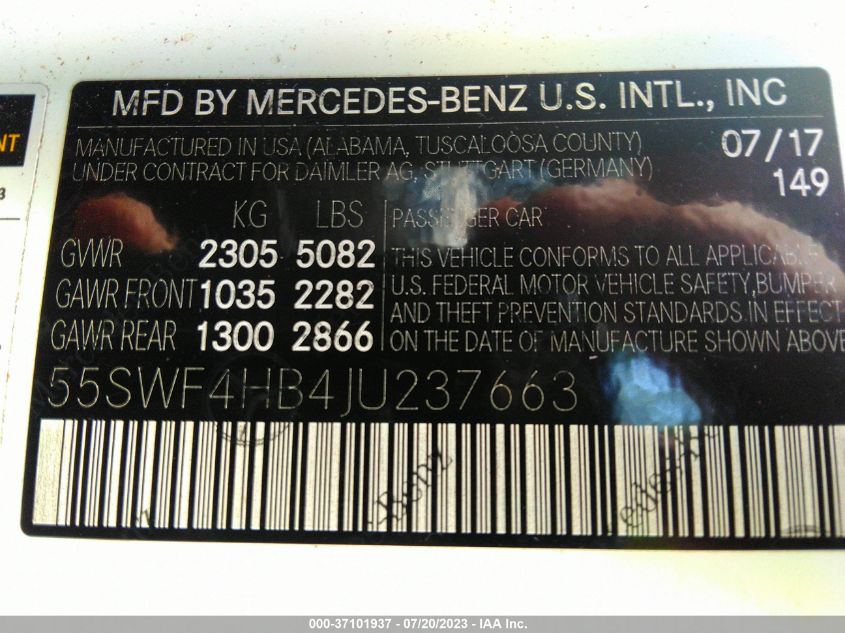 MFD BY MERCEDES-BENZ U.S. INTL., INC
MANUFACTURED IN USA (ALABAMA, TUSCALOOSA COUNTY) 07/17
UNDER CONTRACT FOR DAIMLER AG, STUTTGART (GERMANY) 149
KG LBS PASSENGER CAR
GVWR 2305 5082 THIS VEHICLE CONFORMS TO ALL APPLICABLE
GAWR FRONT 1035 2282 U.S. FEDERAL MOTOR VEHICLE SAFETY, BUMPER
AND THEFT PREVENTION STANDARDS IN EFFECT
GAWR REAR 1300 2866 ON THE DATE OF MANUFACTURE SHOWN ABOVE
55SWF4HB4JU237663
000-37101937 - 07/20/2023 - IAA Inc.